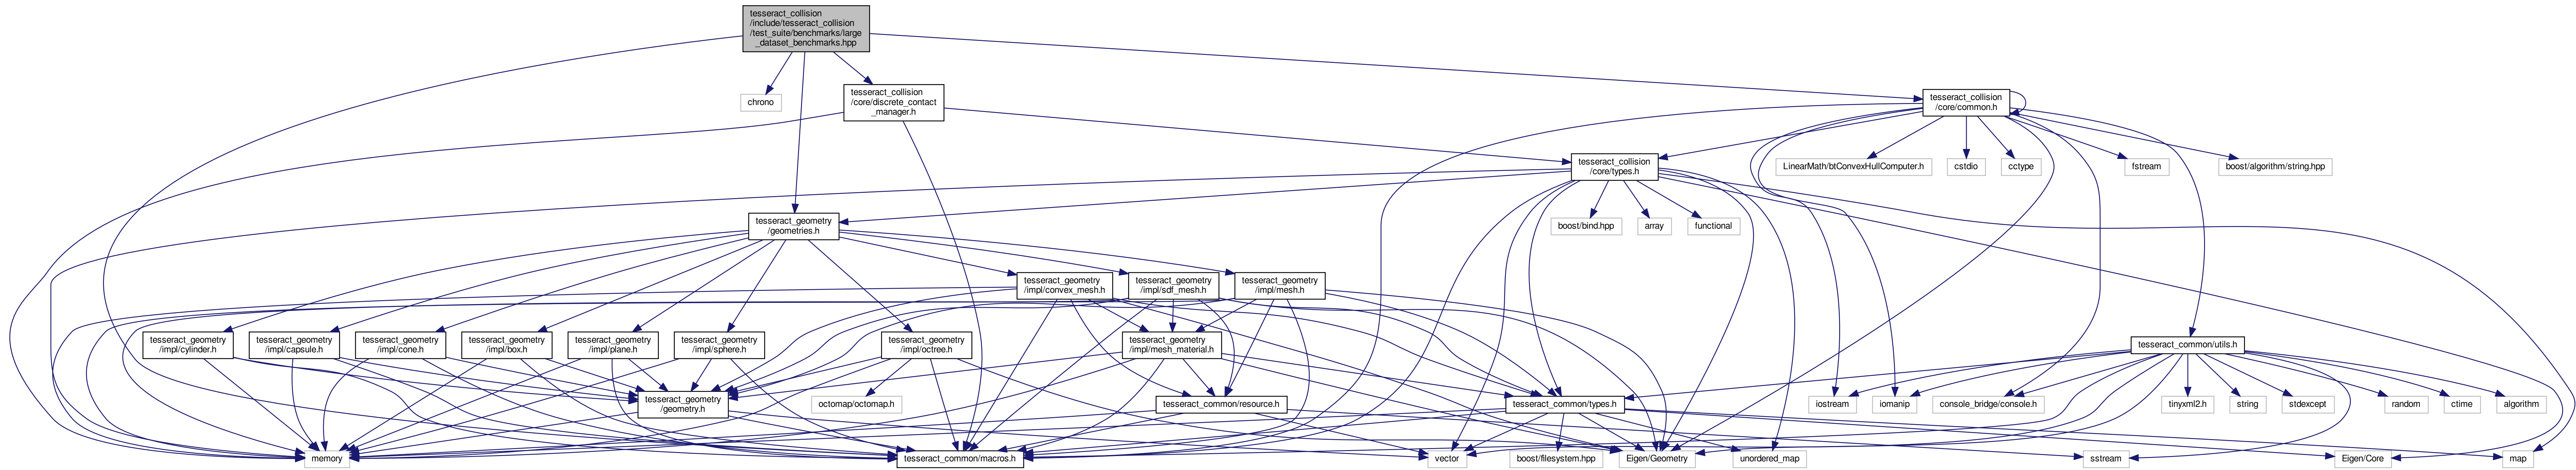 tesseract_collision
/include/tesseract_collision
/test_suite/benchmarks/large
_dataset_benchmarks.hpp
chrono
tesseract_collision
/core/discrete_contact
_manager.h
tesseract_collision
/core/common.h
tesseract_collision
/core/types.h
LinearMath/btConvexHullComputer.h
cstdio
cctype
fstream
boost/algorithm/string.hpp
tesseract_geometry
/geometries.h
boost/bind.hpp
array
functional
tesseract_geometry
/impl/convex_mesh.h
tesseract_geometry
/impl/sdf_mesh.h
tesseract_geometry
/impl/mesh.h
tesseract_geometry
/impl/cylinder.h
tesseract_geometry
/impl/capsule.h
tesseract_geometry
/impl/cone.h
tesseract_geometry
/impl/box.h
tesseract_geometry
/impl/plane.h
tesseract_geometry
/impl/sphere.h
tesseract_geometry
/impl/octree.h
tesseract_geometry
/impl/mesh_material.h
tesseract_common/utils.h
tesseract_geometry
/geometry.h
octomap/octomap.h
tesseract_common/resource.h
tesseract_common/types.h
iostream
iomanip
console_bridge/console.h
tinyxml2.h
string
stdexcept
random
ctime
algorithm
memory
tesseract_common/macros.h
vector
boost/filesystem.hpp
Eigen/Geometry
unordered_map
sstream
Eigen/Core
map